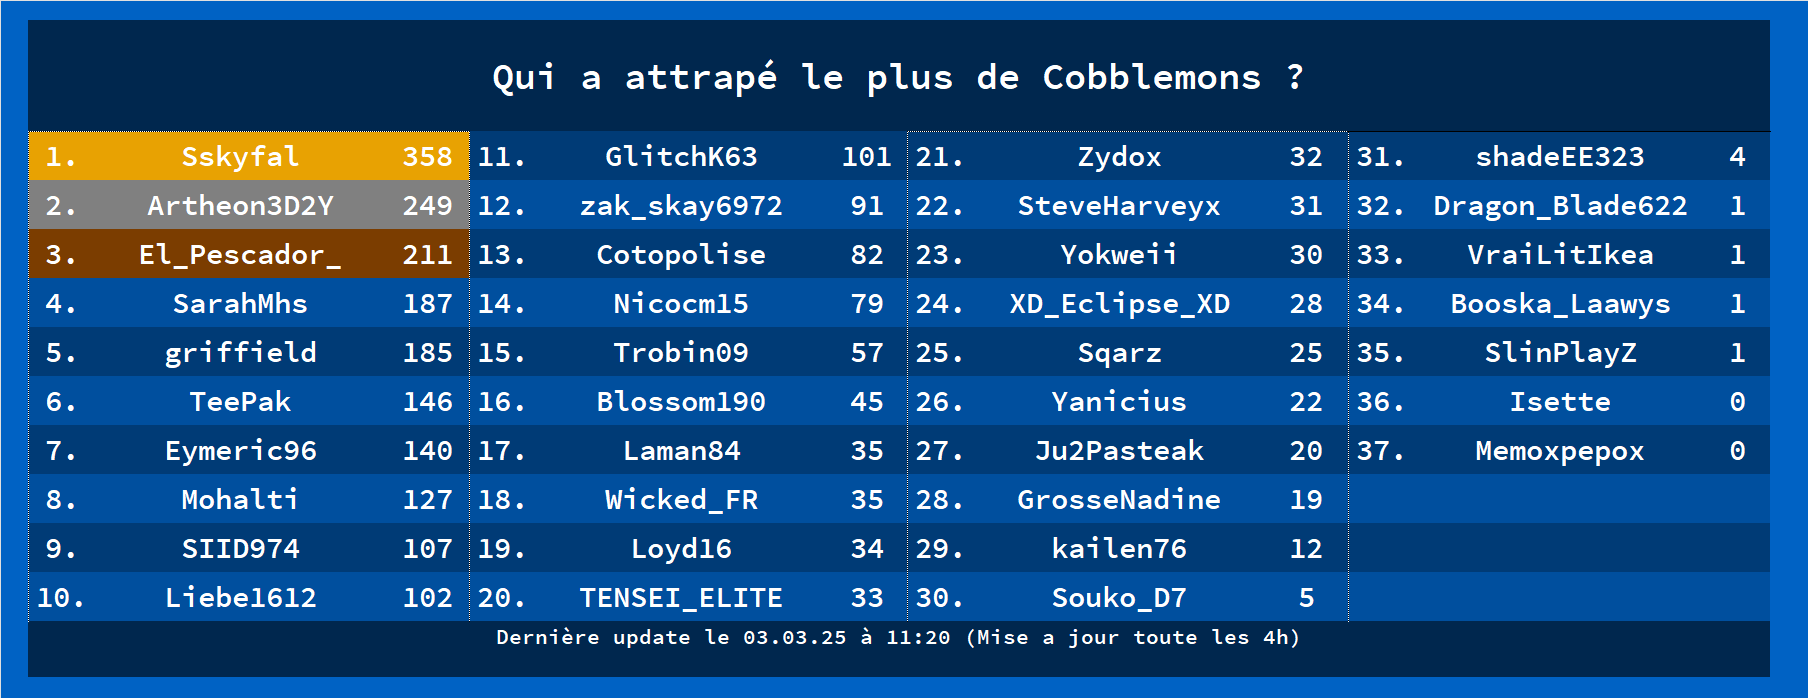 Qui a attrapé le plus de Cobblemons ?
1. Sskyfal 358
2. Artheon3D2Y 249
3. El_Pescador_ 211
4. SarahMhs 187
5. griffield 185
6. TeePak 146
7. Eymeric96 140
8. Mohalti 127
9. SIID974 107
10. Liebe1612 102
11. GlitchK63 101
12. zak_skay6972 91
13. Cotopolise 82
14. Nicocm15 79
15. Trobin09 57
16. Blossom190 45
17. Laman84 35
18. Wicked_FR 35
19. Loyd16 34
20. TENSEI_ELITE 33
21. Zydox 32
22. SteveHarveyx 31
23. Yokweii 30
24. XD_Eclipse_XD 28
25. Sqarz 25
26. Yanicius 22
27. Ju2Pasteak 20
28. GrosseNadine 19
29. kailen76 12
30. Souko_D7 5
31. shadeEE323 4
32. Dragon_Blade622 1
33. VraiLitIkea 1
34. Booska_Laawys 1
35. SlinPlayZ 1
36. Isette 0
37. Memoxpepox 0
Dernière update le 03.03.25 à 11:20 (Mise a jour toute les 4h)